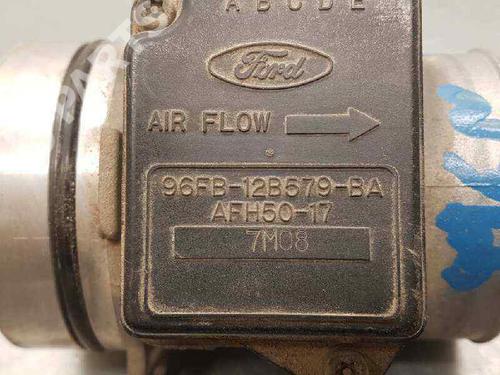 A B C D E
Ford
AIR FLOW
96FB-12B579-BA
AFH50-17
7M08